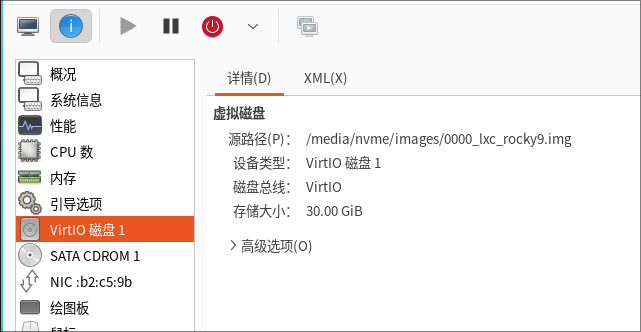 详情(D) XML(X)
概况
系统信息
性能
CPU 数
内存
引导选项
VirtIO 磁盘 1
SATA CDROM 1
NIC :b2:c5:9b
绘图板
虚拟磁盘
源路径(P): /media/nvme/images/0000_lxc_rocky9.img
设备类型: VirtIO 磁盘 1
磁盘总线: VirtIO
存储大小: 30.00 GiB
高级选项(O)